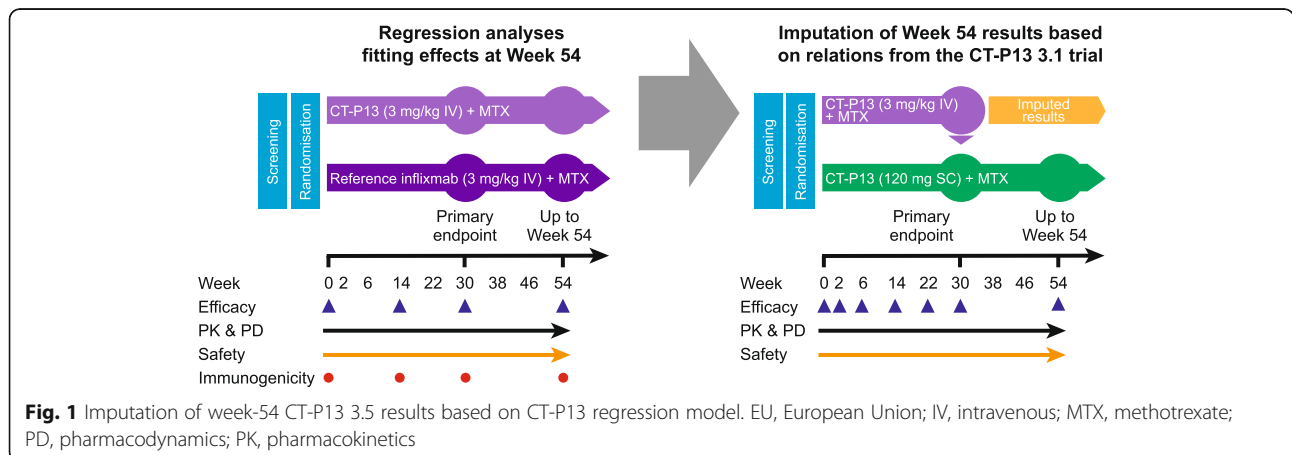 Regression analyses
fitting effects at Week 54
Screening
Randomisation
CT-P13 (3 mg/kg IV) + MTX
Reference inflixmab (3 mg/kg IV) + MTX
Primary
endpoint
Up to
Week 54
Week 0 2 6 14 22 30 38 46 54
Efficacy
PK & PD
Safety
Immunogenicity
Imputation of Week 54 results based
on relations from the CT-P13 3.1 trial
Screening
Randomisation
CT-P13 (3 mg/kg IV)
+ MTX
Imputed
results
CT-P13 (120 mg SC) + MTX
Primary
endpoint
Up to
Week 54
Week 0 2 6 14 22 30 38 46 54
Efficacy
PK & PD
Safety
Fig. 1 Imputation of week-54 CT-P13 3.5 results based on CT-P13 regression model. EU, European Union; IV, intravenous; MTX, methotrexate;
PD, pharmacodynamics; PK, pharmacokinetics